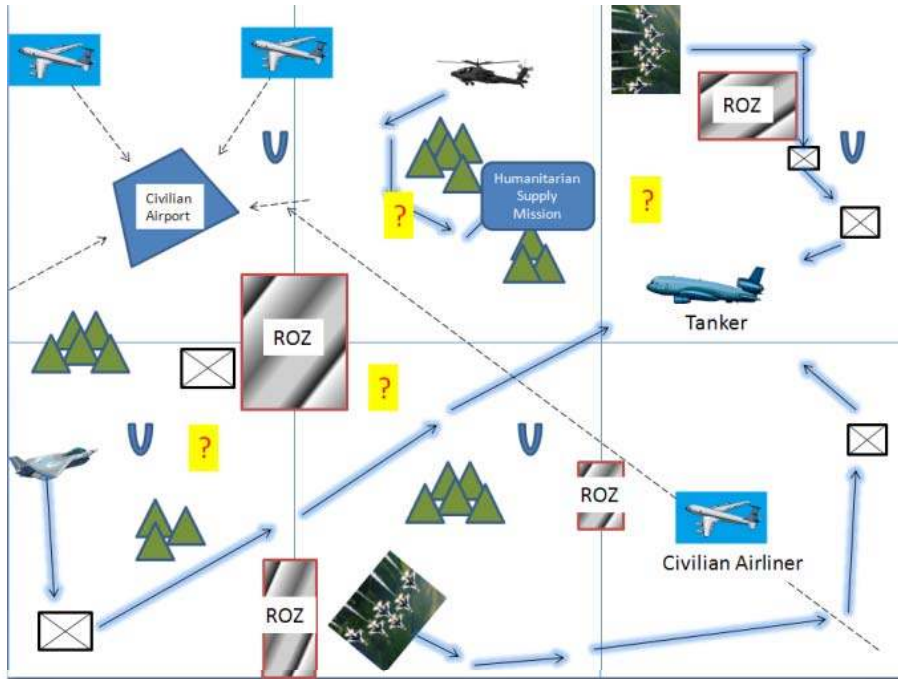 ROZ
Civilian
Airport
Humanitarian
Supply
Mission
?
?
Tanker
ROZ
?
?
ROZ
Civilian Airliner
ROZ